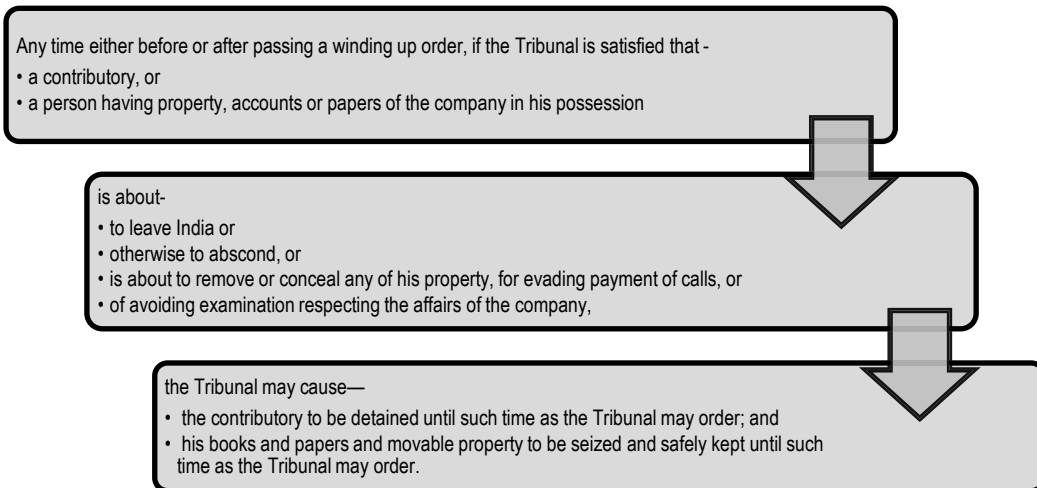 Any time either before or after passing a winding up order, if the Tribunal is satisfied that -
• a contributory, or
• a person having property, accounts or papers of the company in his possession
is about-
• to leave India or
• otherwise to abscond, or
• is about to remove or conceal any of his property, for evading payment of calls, or
• of avoiding examination respecting the affairs of the company,
the Tribunal may cause—
• the contributory to be detained until such time as the Tribunal may order; and
• his books and papers and movable property to be seized and safely kept until such
time as the Tribunal may order.